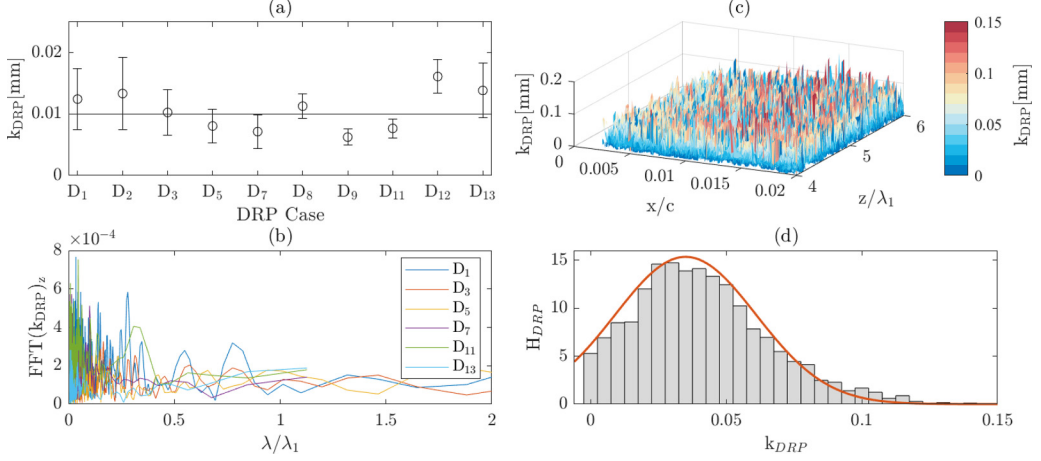 (a)
k_DRP[mm]
0.02
0.01
0
D_1 D_2 D_3 D_5 D_7 D_8 D_9 D_11 D_12 D_13
DRP Case
(c)
k_DRP[mm]
0.2
0.1
0
0 0.005 0.01 0.015 0.02
x/c
4 5 6
z/λ_1
0.15
0.1
0.05
0
k_DRP[mm]
(b)
×10^−4
FFT(k_DRP)_z
8
6
4
2
0
0 0.5 1 1.5 2
λ/λ_1
D_1
D_3
D_5
D_7
D_11
D_13
(d)
H_DRP
15
10
5
0
0 0.05 0.1 0.15
k_DRP